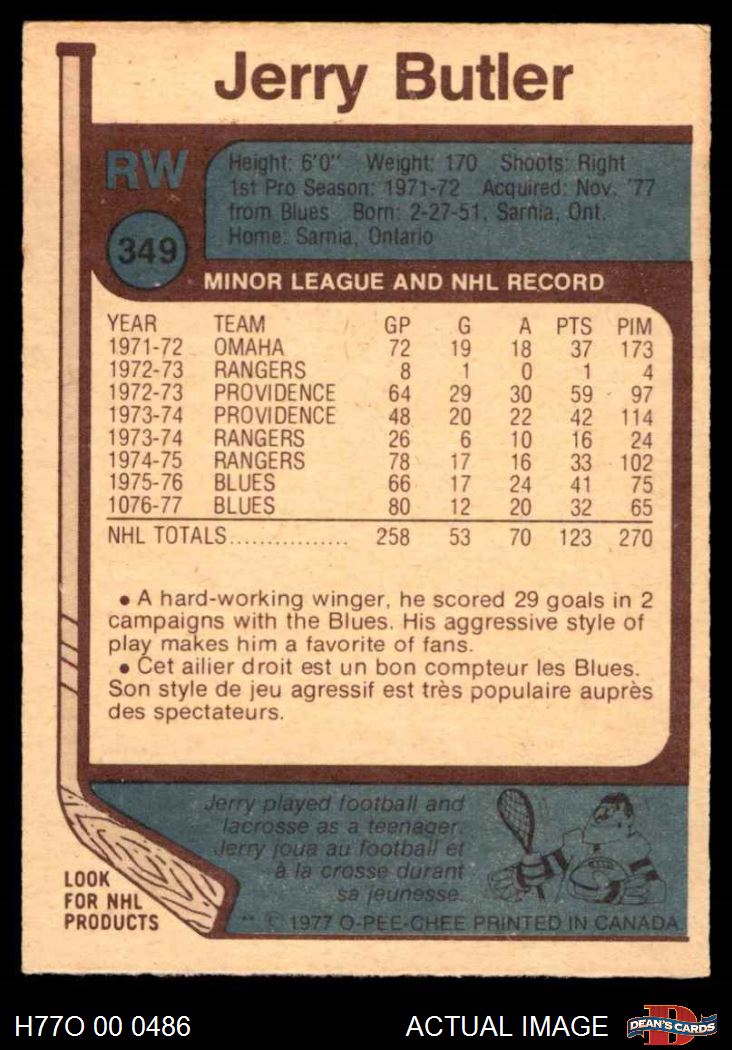 Jerry Butler
RW
Height: 6'0" Weight: 170 Shoots: Right
1st Pro Season: 1971-72 Acquired: Nov. '77
from Blues Born: 2-27-51, Sarnia, Ont.
Home: Sarnia, Ontario
349
MINOR LEAGUE AND NHL RECORD
YEAR TEAM GP G A PTS PIM
1971-72 OMAHA 72 19 18 37 173
1972-73 RANGERS 8 1 0 1 4
1972-73 PROVIDENCE 64 29 30 59 97
1973-74 PROVIDENCE 48 20 22 42 114
1973-74 RANGERS 26 6 10 16 24
1974-75 RANGERS 78 17 16 33 102
1975-76 BLUES 66 17 24 41 75
1076-77 BLUES 80 12 20 32 65
NHL TOTALS............... 258 53 70 123 270
• A hard-working winger, he scored 29 goals in 2
campaigns with the Blues. His aggressive style of
play makes him a favorite of fans.
• Cet ailier droit est un bon compteur les Blues.
Son style de jeu agressif est très populaire auprès
des spectateurs.
Jerry played football and
lacrosse as a teenager.
Jerry joua au football et
à la crosse durant
sa jeunesse.
LOOK
FOR NHL
PRODUCTS
** © 1977 O-PEE-CHEE PRINTED IN CANADA
H77O 00 0486
ACTUAL IMAGE
D
DEAN'S CARDS